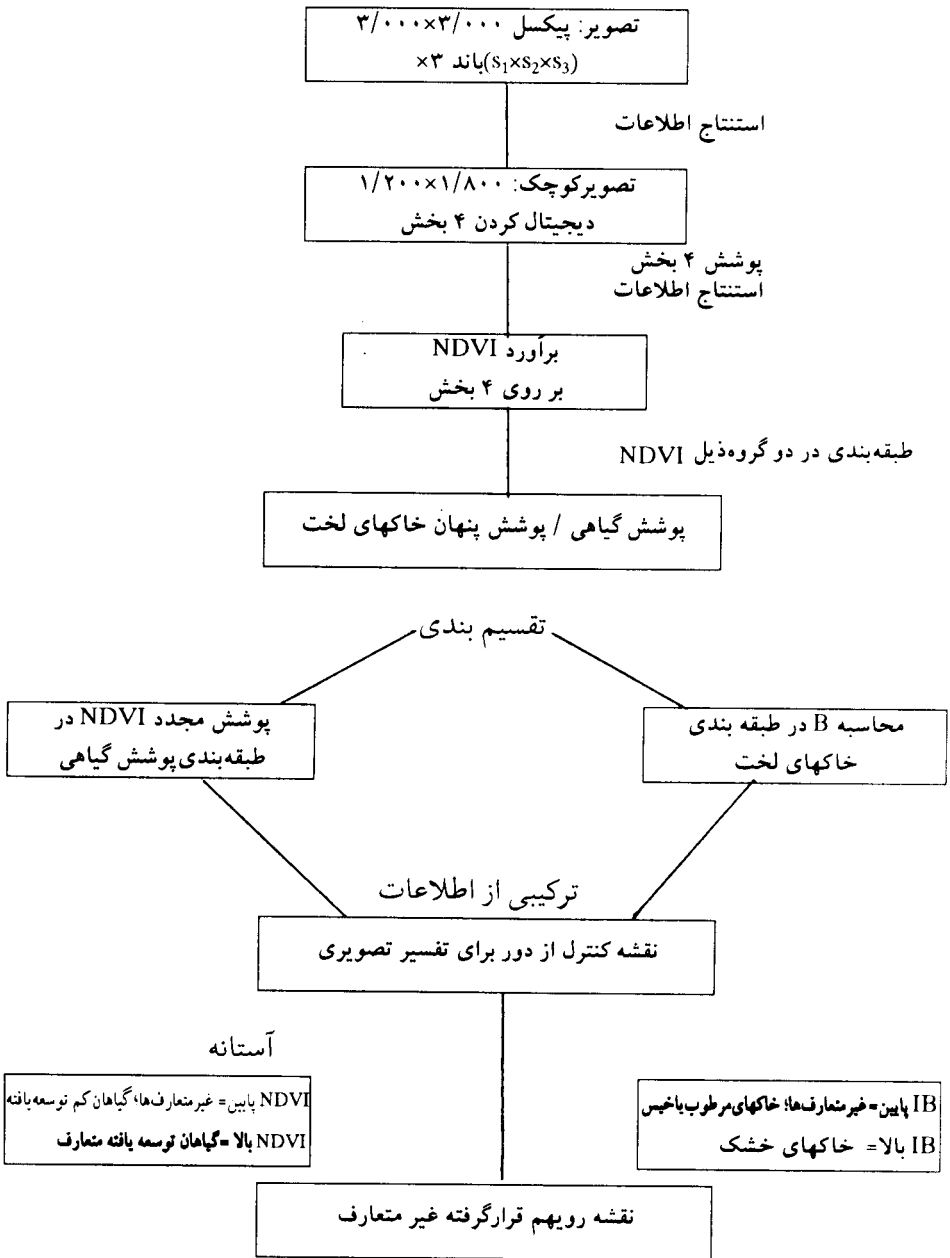 تصویر: پیکسل ۳/۰۰۰×۳/۰۰۰
(s₁×s₂×s₃)باند ۳×
استنتاج اطلاعات
تصویرکوچک: ۱/۲۰۰×۱/۸۰۰
دیجیتال کردن ۴ بخش
پوشش ۴ بخش
استنتاج اطلاعات
برآورد NDVI
بر روی ۴ بخش
طبقه‌بندی در دو گروه‌ذیل NDVI
پوشش گیاهی / پوشش پنهان خاکهای لخت
تقسیم بندی
محاسبه B در طبقه بندی
خاکهای لخت
پوشش مجدد NDVI در
طبقه‌بندی پوشش گیاهی
ترکیبی از اطلاعات
نقشه کنترل از دور برای تفسیر تصویری
آستانه
IB پایین= غیرمتعارف‌ها؛ خاکهای مرطوب یاخیس
IB بالا= خاکهای خشک
NDVI پایین= غیرمتعارف‌ها؛ گیاهان کم توسعه‌یافته
NDVI بالا =گیاهان توسعه یافته متعارف
نقشه رویهم قرارگرفته غیر متعارف